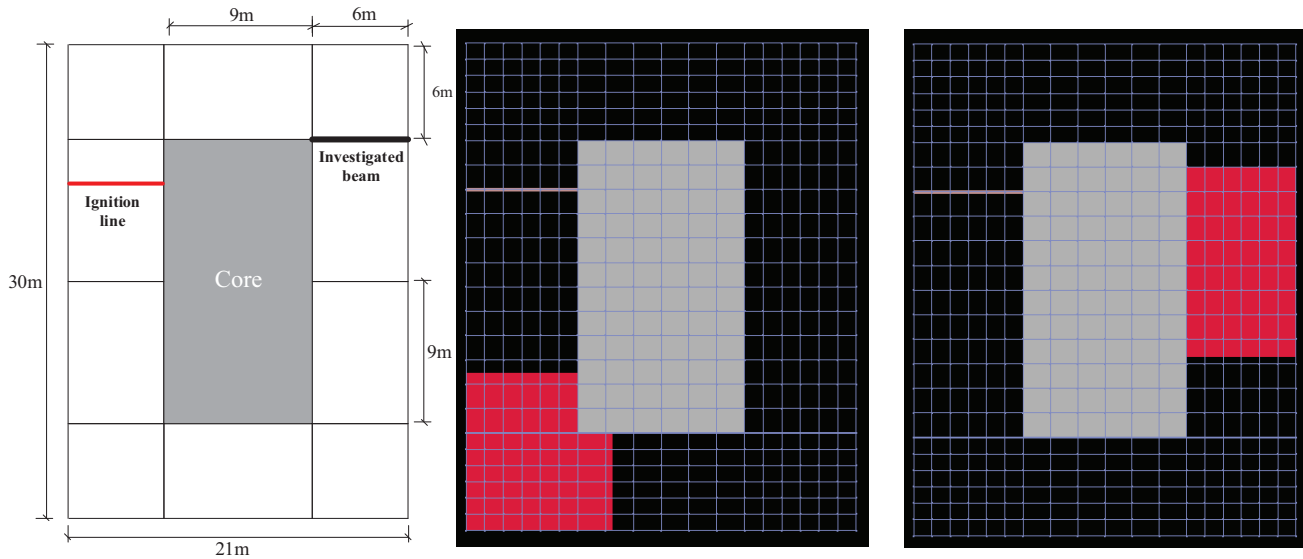 9m
6m
6m
Investigated
beam
Ignition
line
Core
30m
9m
21m